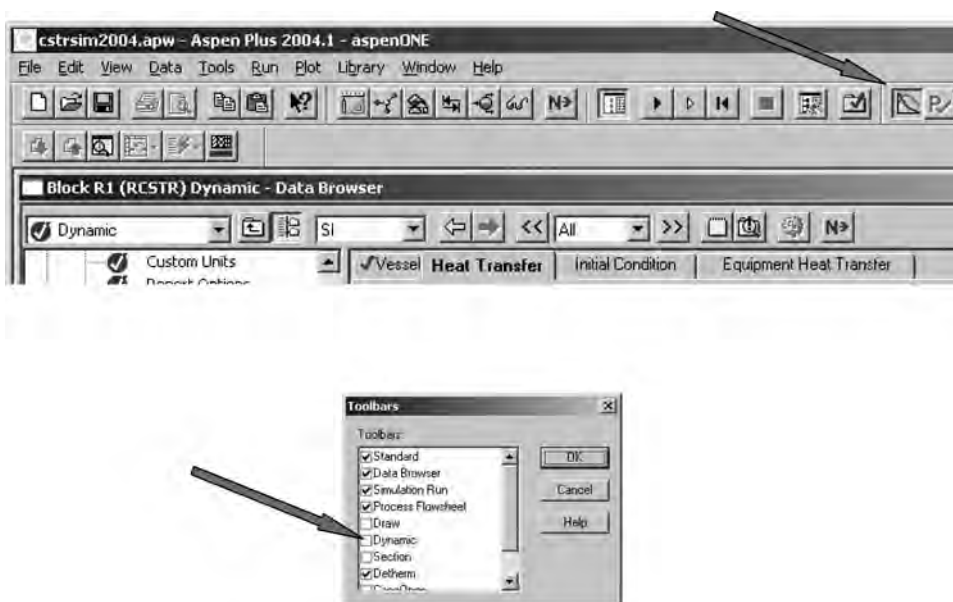 cstrsim2004.apw - Aspen Plus 2004.1 - aspenONE
File Edit View Data Tools Run Plot Library Window Help
N
P
Block R1 (RCSTR) Dynamic - Data Browser
Dynamic SI << All >> N
Custom Units Vessel Heat Transfer Initial Condition Equipment Heat Transfer
Report Options
Toolbars
Toolbars:
Standard OK
Data Browser
Simulation Run Cancel
Process Flowsheet
Draw Help
Dynamic
Section
Detherm